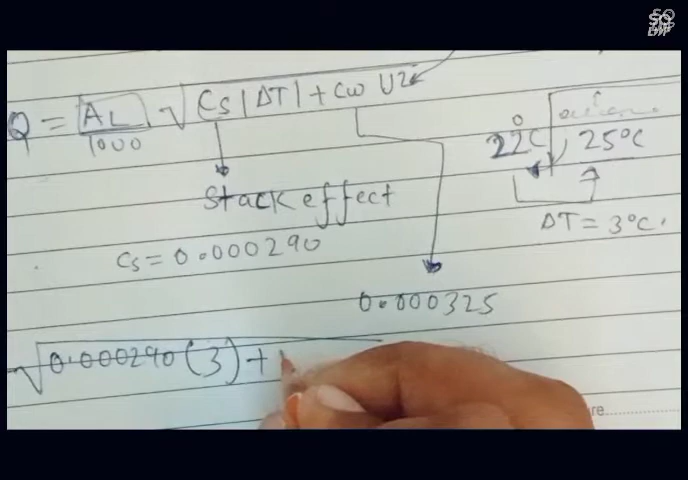 Q = AL/1000 √Cs|ΔT| + Cw U2
22°C 25°C
Stack effect
ΔT = 3°C.
Cs = 0.000290
0.000325
√0.000290(3) +